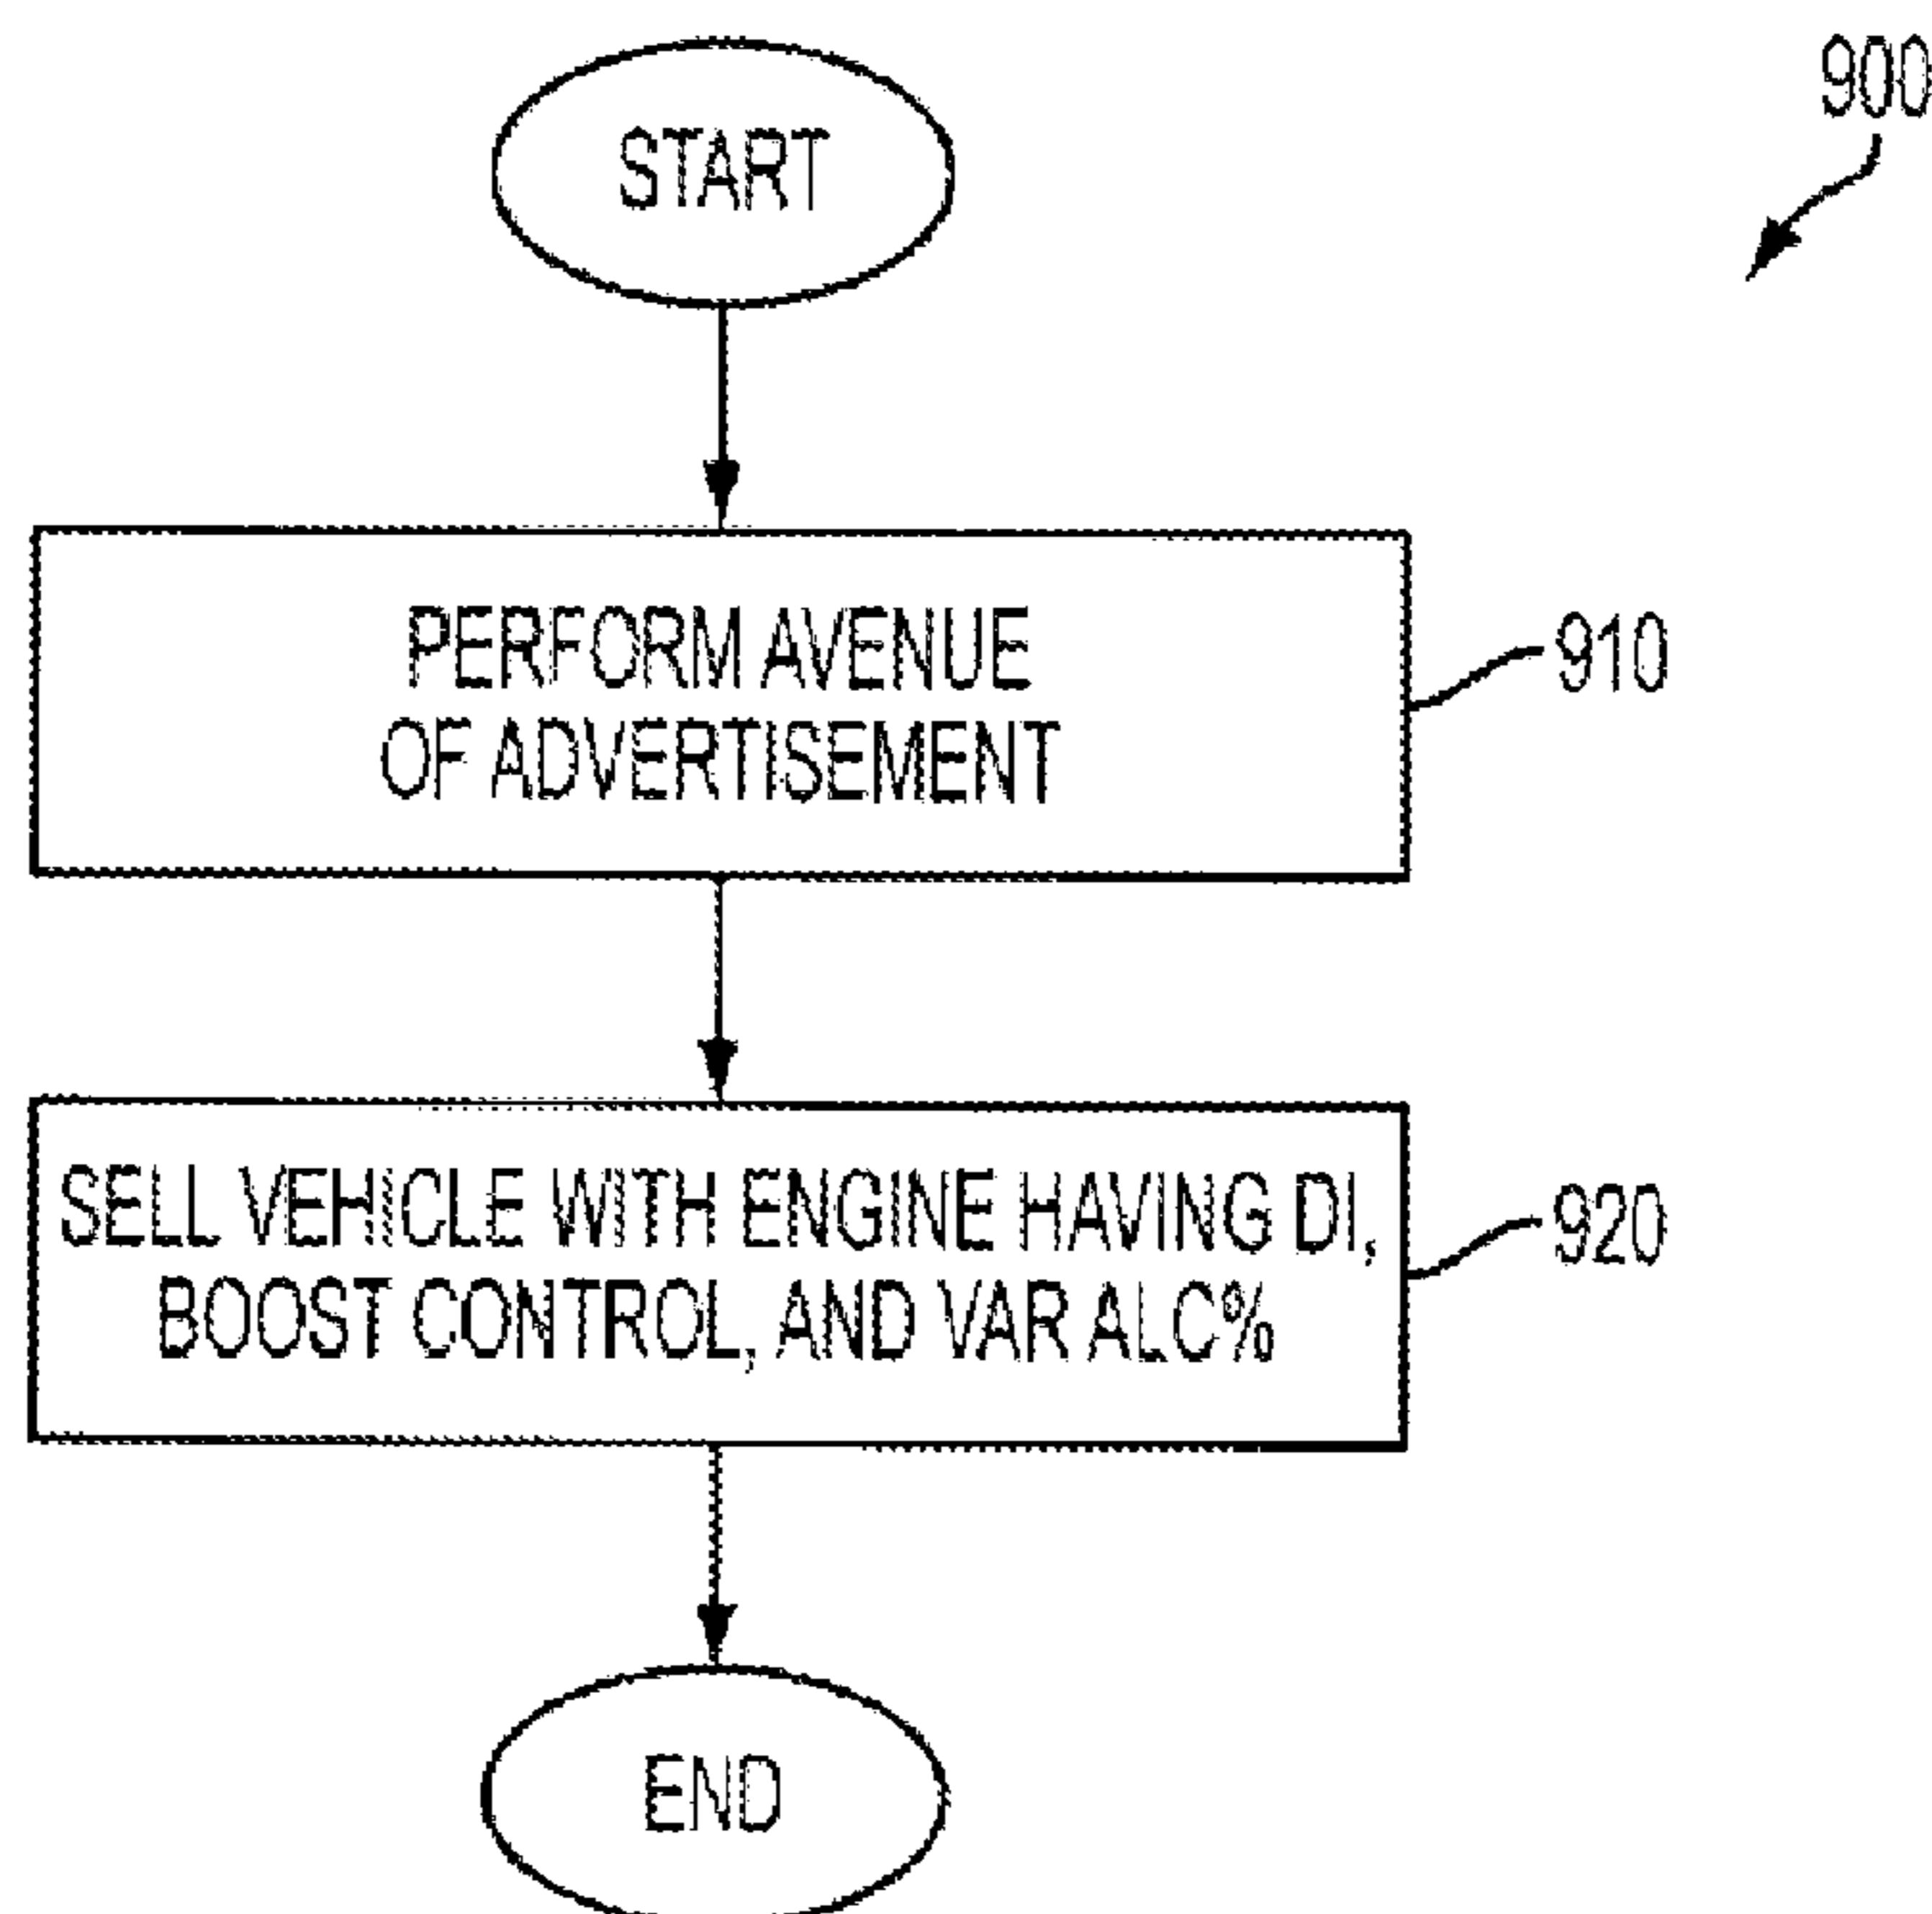 START
900
PERFORM AVENUE
OF ADVERTISEMENT
910
SELL VEHICLE WITH ENGINE HAVING DI,
BOOST CONTROL, AND VAR ALC%
920
END